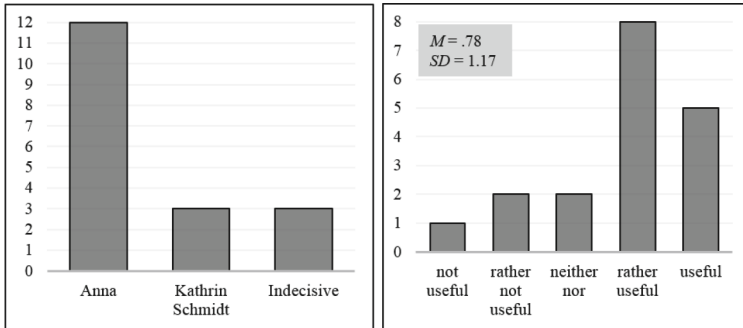 12
11
10
9
8
7
6
5
4
3
2
1
0
Anna
Kathrin
Schmidt
Indecisive
8
7
6
5
4
3
2
1
0
M = .78
SD = 1.17
not
useful
rather
not
useful
neither
nor
rather
useful
useful